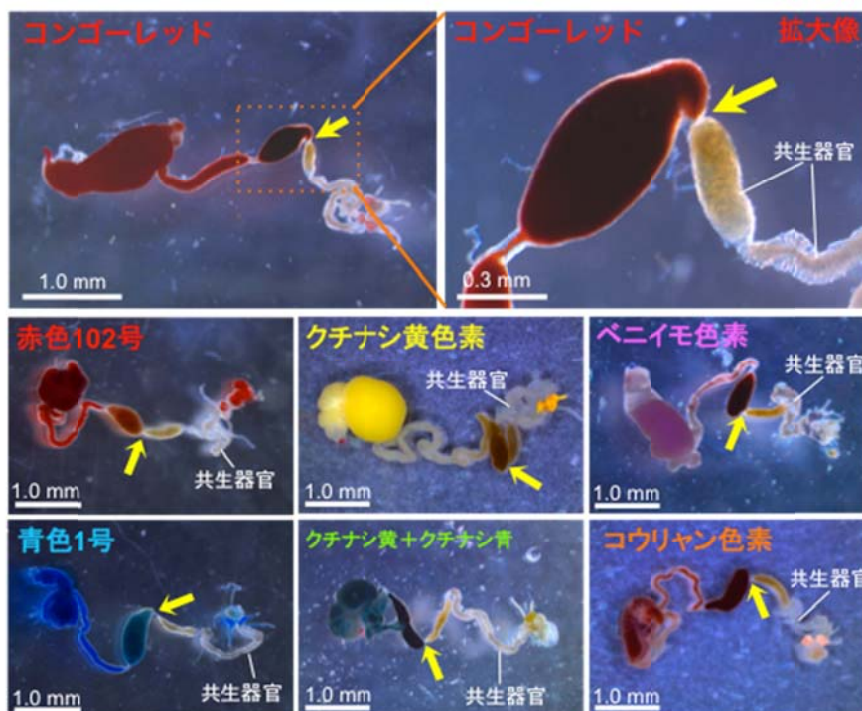 コンゴーレッド
1.0 mm
コンゴーレッド 拡大像
共生器官
0.3 mm
赤色102号
共生器官
1.0 mm
クチナシ黄色素
共生器官
1.0 mm
ベニイモ色素
共生器官
1.0 mm
青色1号
共生器官
1.0 mm
クチナシ黄＋クチナシ青
共生器官
1.0 mm
コウリャン色素
共生器官
1.0 mm